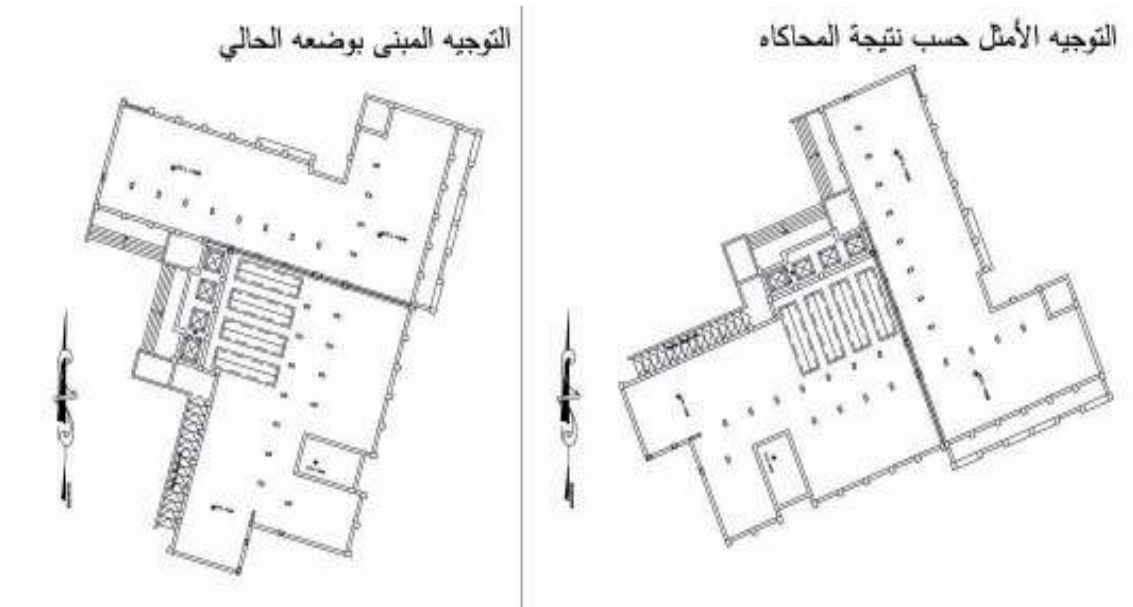 التوجيه الأمثل حسب نتيجة المحاكاه
التوجيه المبنى بوضعه الحالي